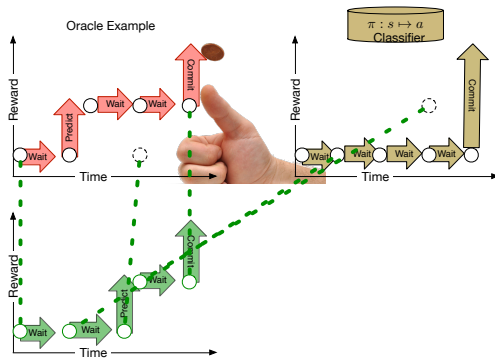 Oracle Example
π : s ↦ a
Classifier
Reward
Wait
Predict
Wait
Wait
Commit
Time
Reward
Wait
Wait
Wait
Wait
Commit
Time
Reward
Wait
Wait
Predict
Wait
Commit
Time